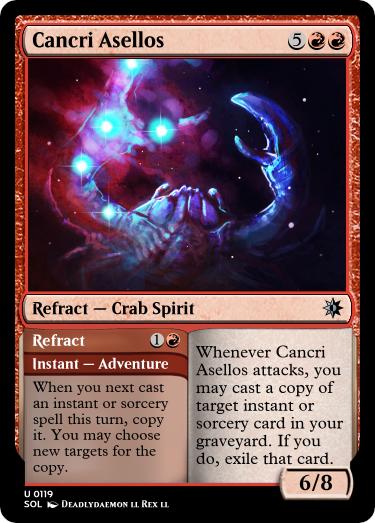 Cancri Asellos 5
Refract — Crab Spirit
Refract 1
Instant — Adventure
When you next cast
an instant or sorcery
spell this turn, copy
it. You may choose
new targets for the
copy.
Whenever Cancri
Asellos attacks, you
may cast a copy of
target instant or
sorcery card in your
graveyard. If you
do, exile that card.
6/8
U 0119
SOL DEADLYDAEMON LL REX LL